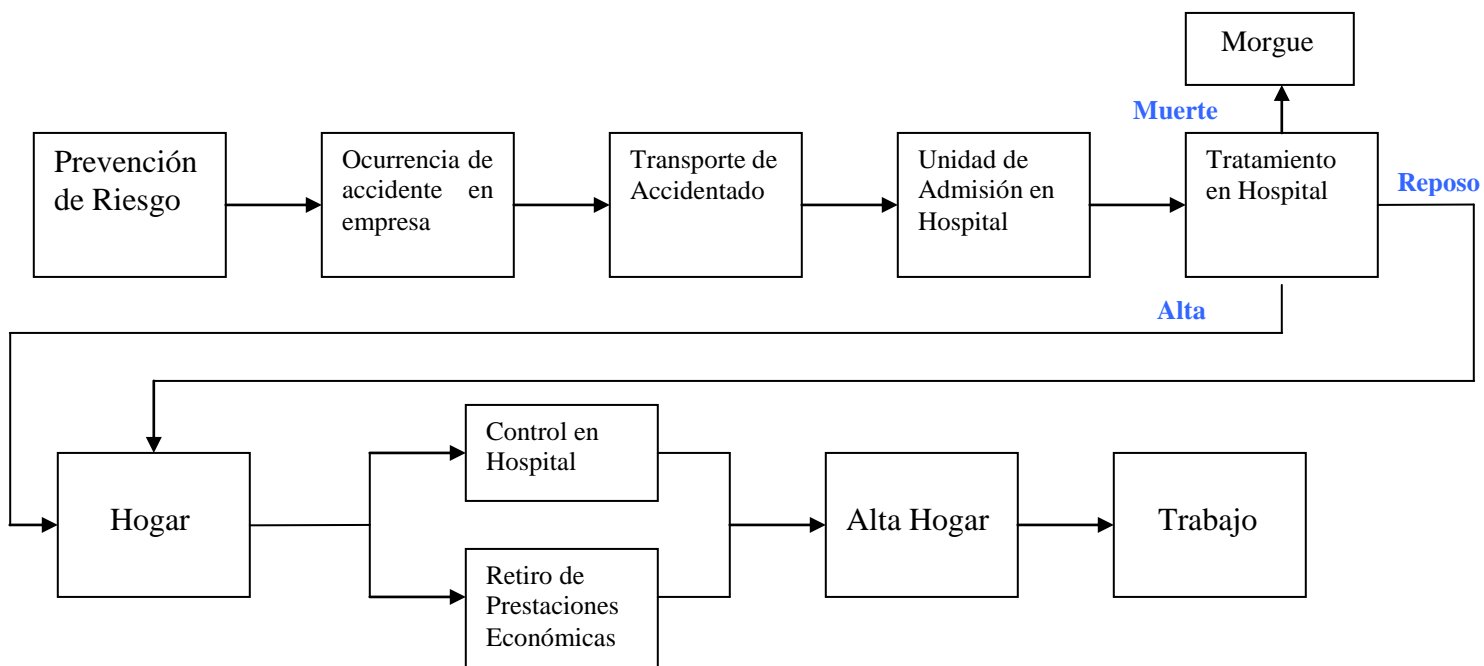 Morgue
Muerte
Prevención
de Riesgo
Ocurrencia de
accidente en
empresa
Transporte de
Accidentado
Unidad de
Admisión en
Hospital
Tratamiento
en Hospital
Reposo
Alta
Hogar
Control en
Hospital
Retiro de
Prestaciones
Económicas
Alta Hogar
Trabajo